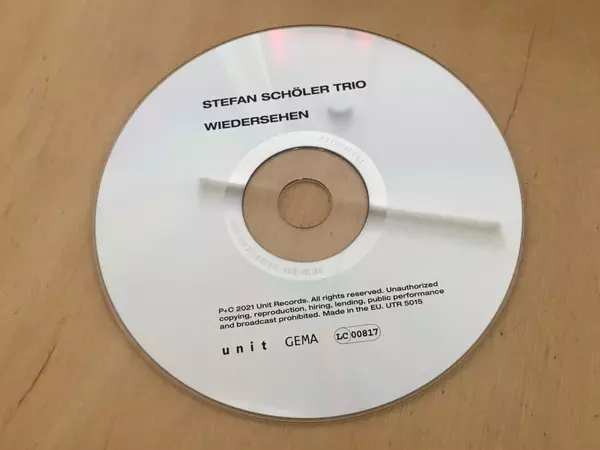 STEFAN SCHÖLER TRIO
WIEDERSEHEN
P+C 2021 Unit Records. All rights reserved. Unauthorized
copying, reproduction, hiring, lending, public performance
and broadcast prohibited. Made in the EU. UTR 5015
unit GEMA LC 00817